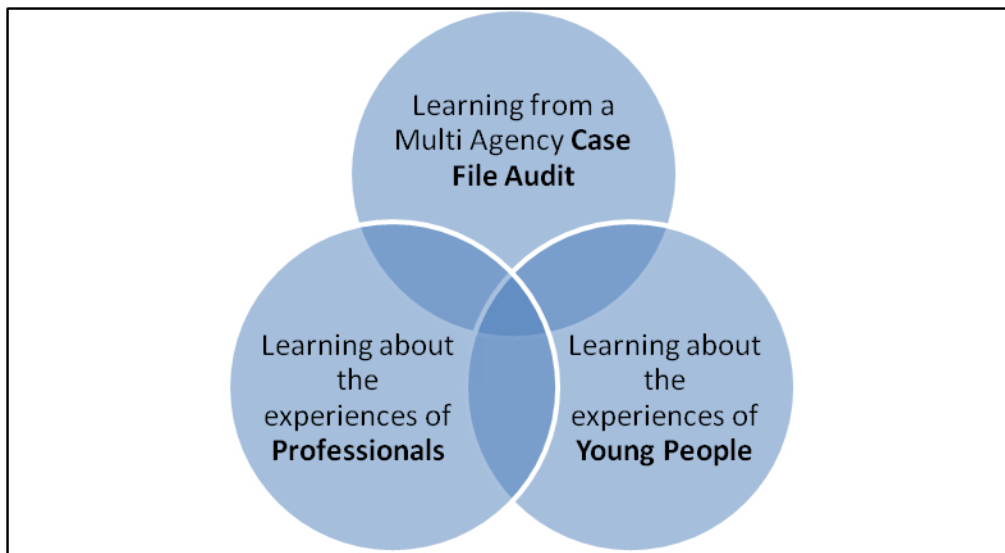 Learning from a
Multi Agency Case
File Audit
Learning about
the
experiences of
Professionals
Learning about
the
experiences of
Young People